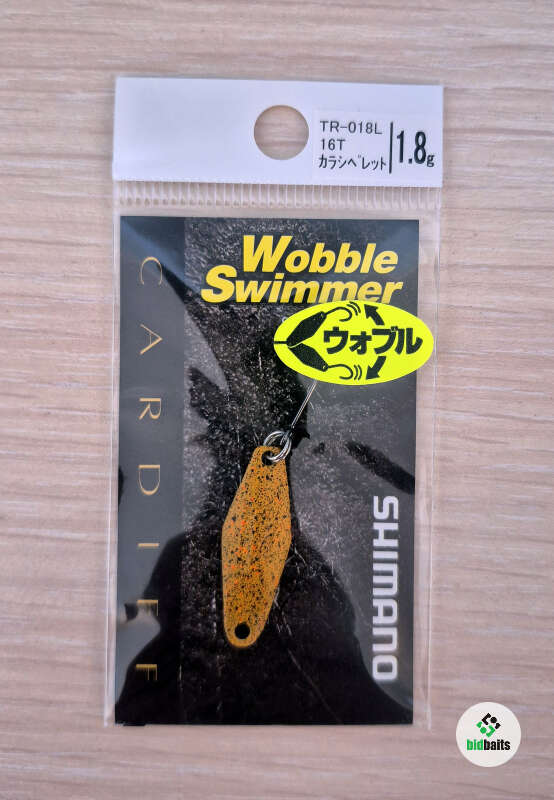 TR-018L
16T
カラシペレット
1.8g
Wobble
Swimmer
ウォブル
CARDIFF
SHIMANO
bidbaits